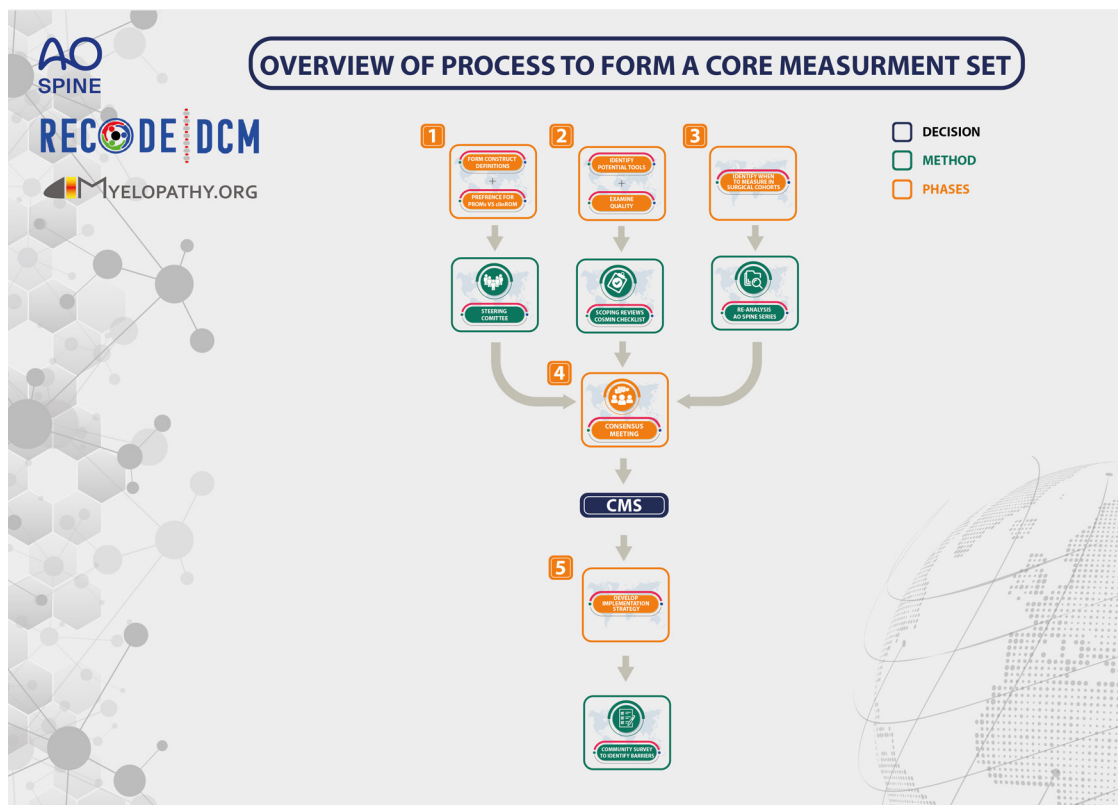 AO
SPINE
OVERVIEW OF PROCESS TO FORM A CORE MEASURMENT SET
RECODE DCM
MYELOPATHY.ORG
DECISION
METHOD
PHASES
1
FORM CONSTRUCT
DEFINITIONS
+
PREFRENCE FOR
PROMs VS clinROM
2
IDENTIFY
POTENTIAL TOOLS
+
EXAMINE
QUALITY
3
IDENTIFY WHEN
TO MEASURE IN
SURGICAL COHORTS
STEERING
COMITTEE
SCOPING REVIEWS
COSMIN CHECKLIST
RE-ANALYSIS
AO SPINE SERIES
4
CONSENSUS
MEETING
CMS
5
DEVELOP
IMPLEMENTATION
STRATEGY
COMMUNITY SURVEY
TO IDENTIFY BARRIERS